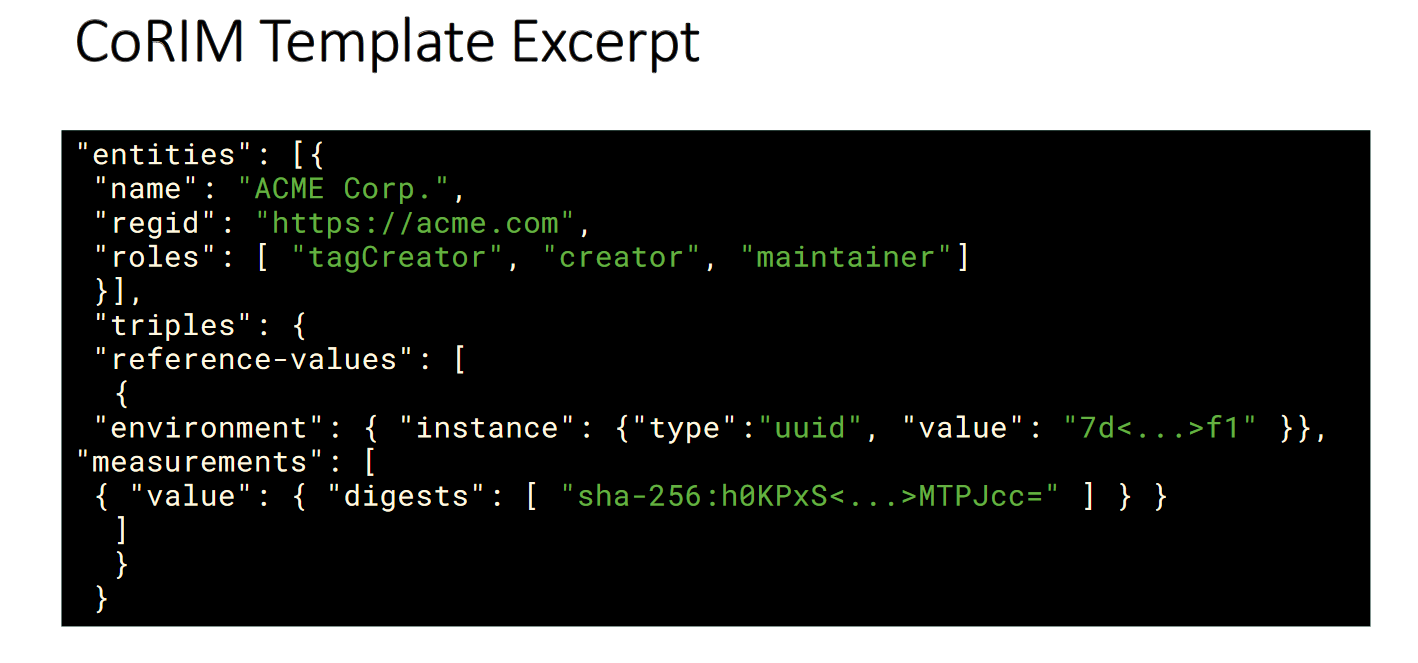 CoRIM Template Excerpt
"entities": [{
"name": "ACME Corp.",
"regid": "https://acme.com",
"roles": [ "tagCreator", "creator", "maintainer"]
}],
"triples": {
"reference-values": [
{
"environment": { "instance": {"type":"uuid", "value": "7d<...>f1" }},
"measurements": [
{ "value": { "digests": [ "sha-256:h0KPxS<...>MTPJcc=" ] } }
]
}
}